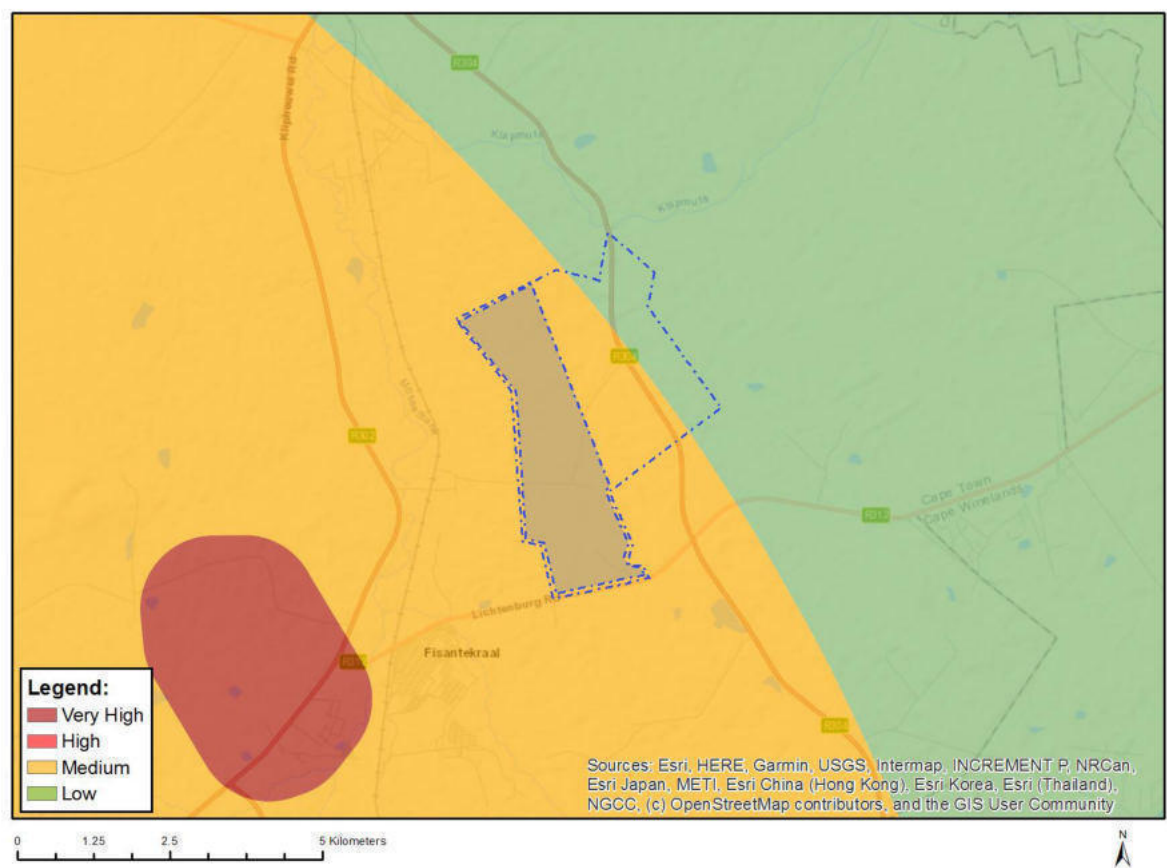 R304
Klipheuwel Rd
Klapmuts
Klapmuts
R304
R302
Mosselbank
Cape Town
Cape Winelands
R312
Lichtenburg Rd
Fisantekraal
R304
Legend:
Very High
High
Medium
Low
Sources: Esri, HERE, Garmin, USGS, Intermap, INCREMENT P, NRCan,
Esri Japan, METI, Esri China (Hong Kong), Esri Korea, Esri (Thailand),
NGCC, (c) OpenStreetMap contributors, and the GIS User Community
0 1.25 2.5 5 Kilometers
N